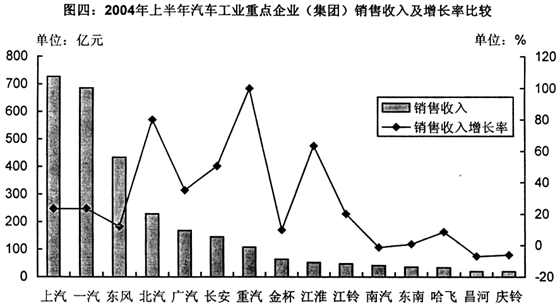 图四：2004年上半年汽车工业重点企业（集团）销售收入及增长率比较
单位：亿元
单位：%
800
700
600
500
400
300
200
100
0
120
100
80
60
40
20
0
-20
销售收入
销售收入增长率
上汽 一汽 东风 北汽 广汽 长安 重汽 金杯 江淮 江铃 南汽 东南 哈飞 昌河 庆铃